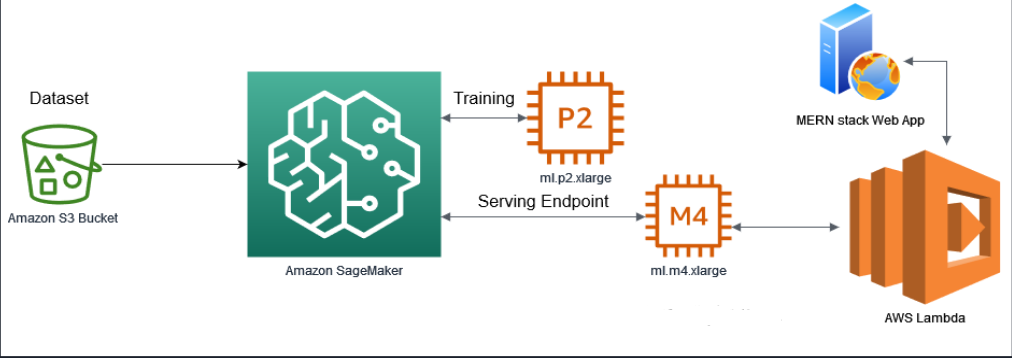 Dataset
Amazon S3 Bucket
Amazon SageMaker
Training
P2
ml.p2.xlarge
Serving Endpoint
M4
ml.m4.xlarge
MERN stack Web App
AWS Lambda